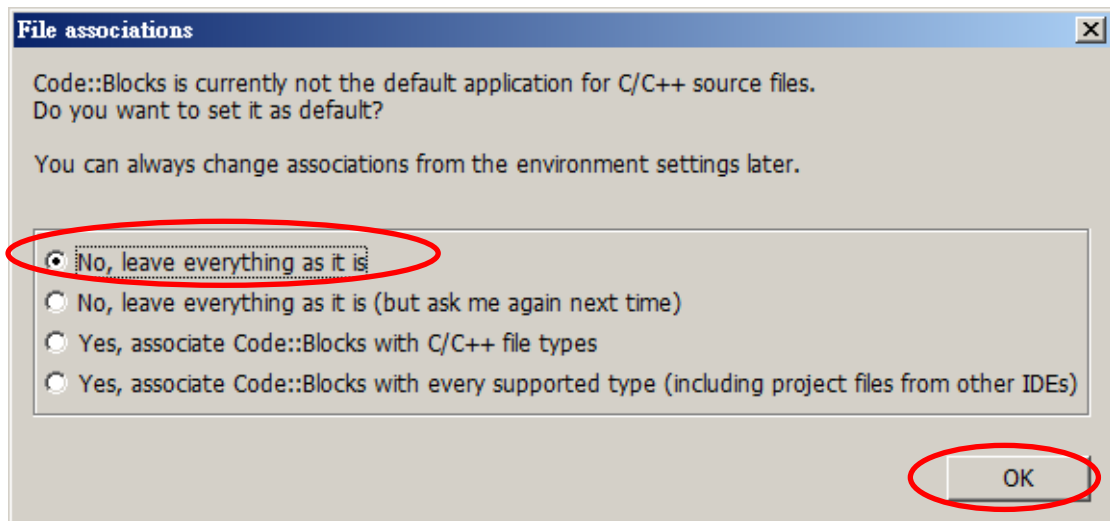 File associations
Code::Blocks is currently not the default application for C/C++ source files.
Do you want to set it as default?
You can always change associations from the environment settings later.
No, leave everything as it is
No, leave everything as it is (but ask me again next time)
Yes, associate Code::Blocks with C/C++ file types
Yes, associate Code::Blocks with every supported type (including project files from other IDEs)
OK